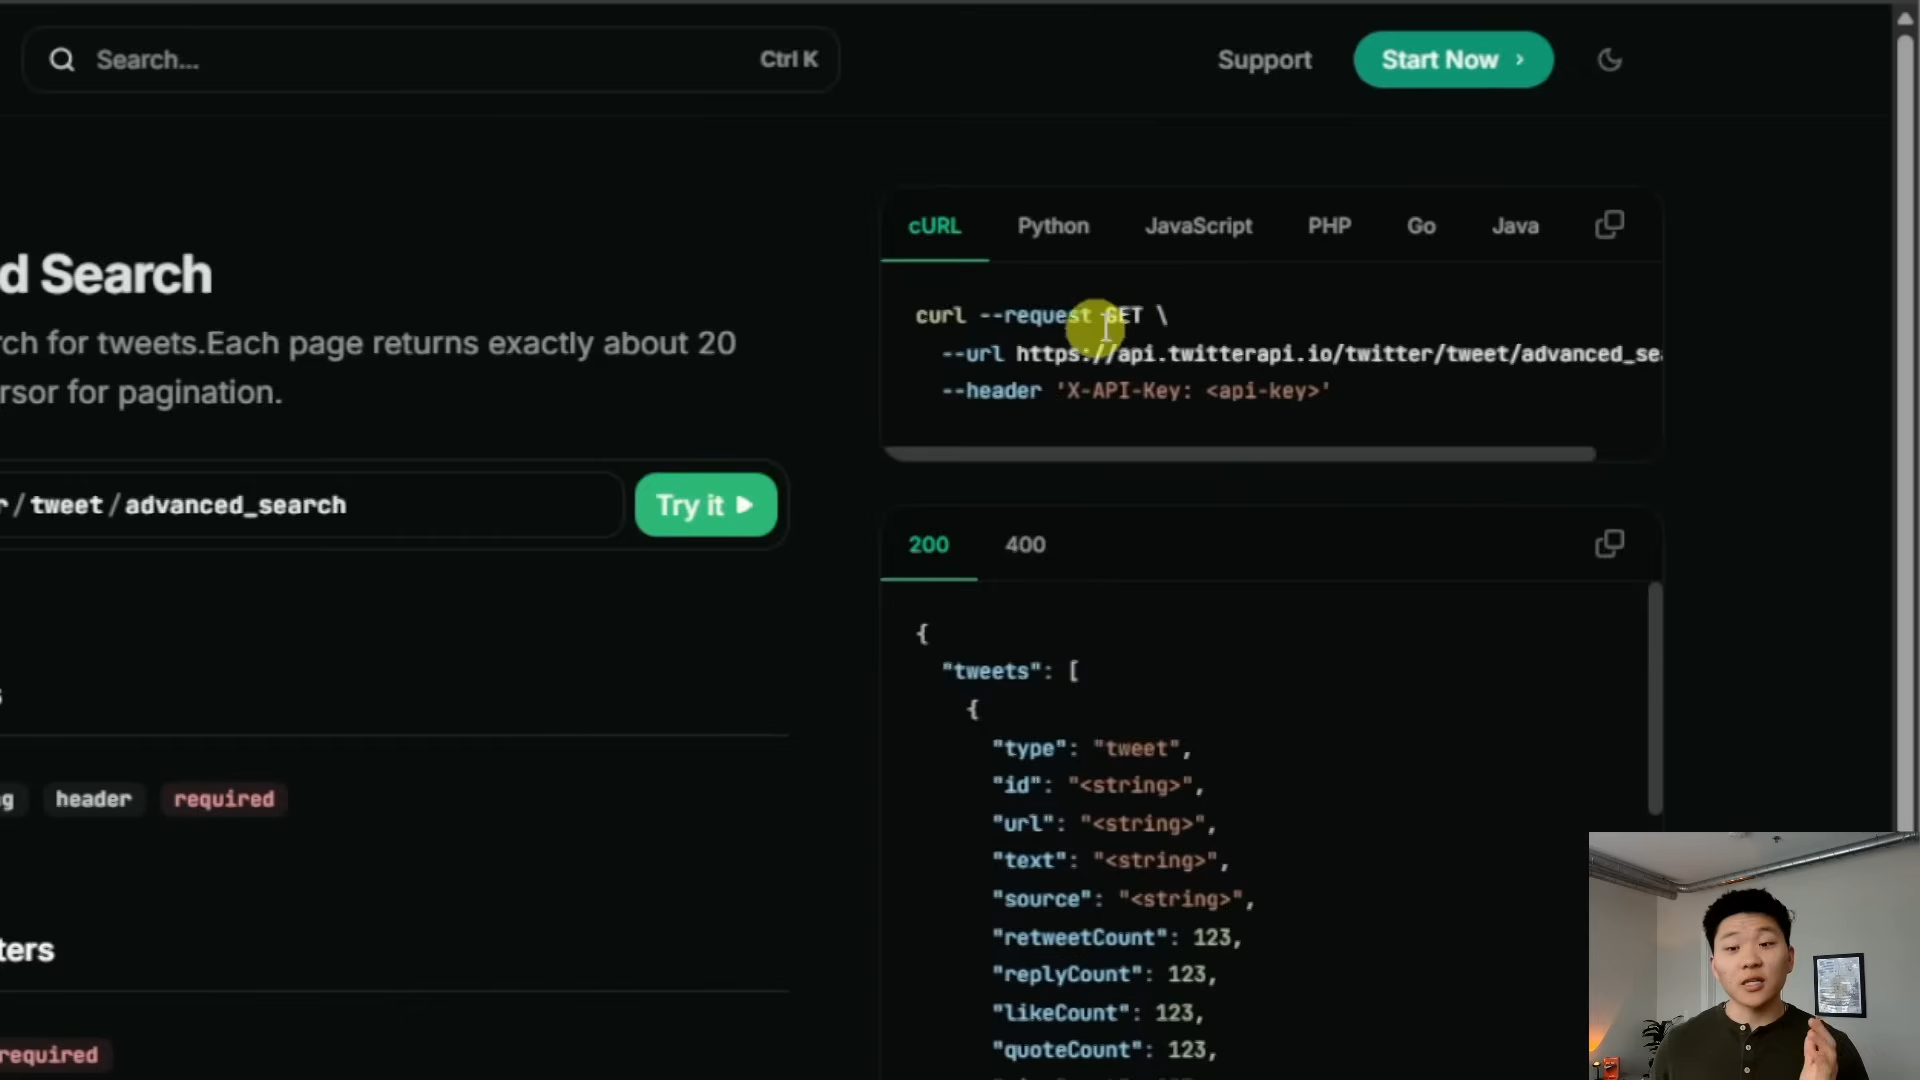 Search...
Ctrl K
Support
Start Now
d Search
rch for tweets.Each page returns exactly about 20
rsor for pagination.
r/tweet/advanced_search
Try it
g header required
ters
required
cURL Python JavaScript PHP Go Java
curl --request GET \
--url https://api.twitterapi.io/twitter/tweet/advanced_se
--header 'X-API-Key: <api-key>'
200 400
{
"tweets": [
{
"type": "tweet",
"id": "<string>",
"url": "<string>",
"text": "<string>",
"source": "<string>",
"retweetCount": 123,
"replyCount": 123,
"likeCount": 123,
"quoteCount": 123,